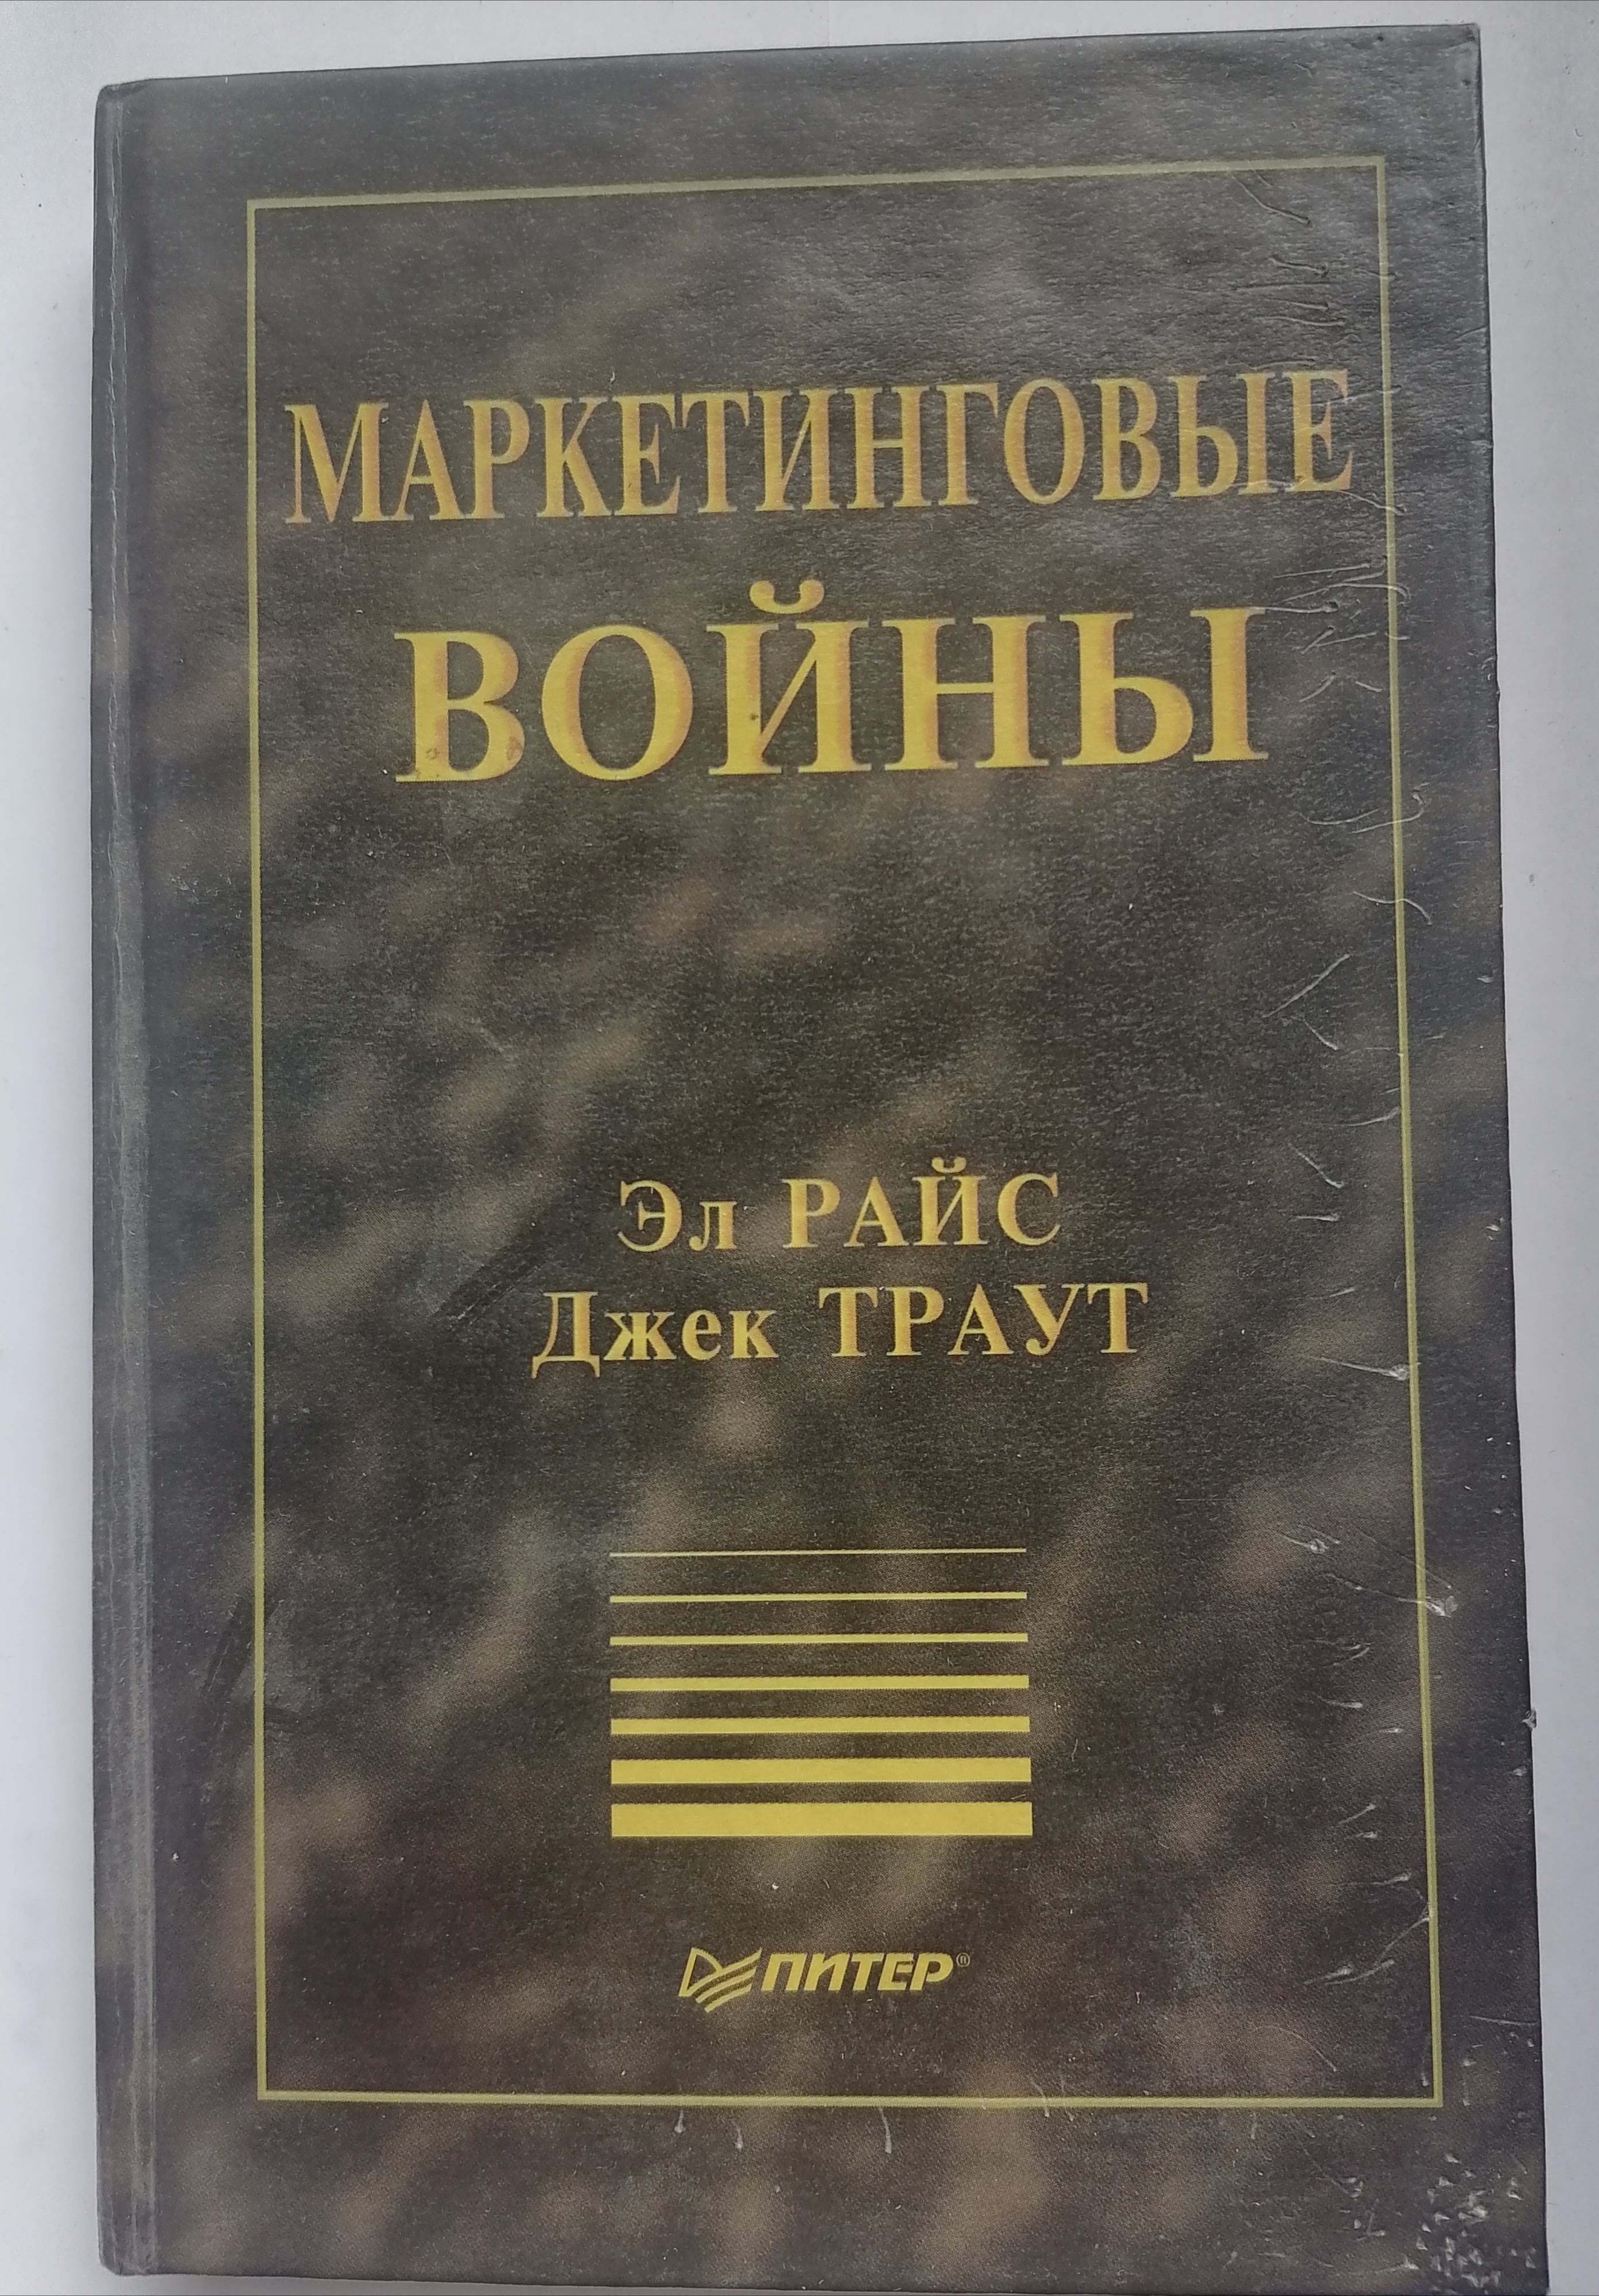 МАРКЕТИНГОВЫЕ
ВОЙНЫ
Эл РАЙС
Джек ТРАУТ
ПИТЕР®